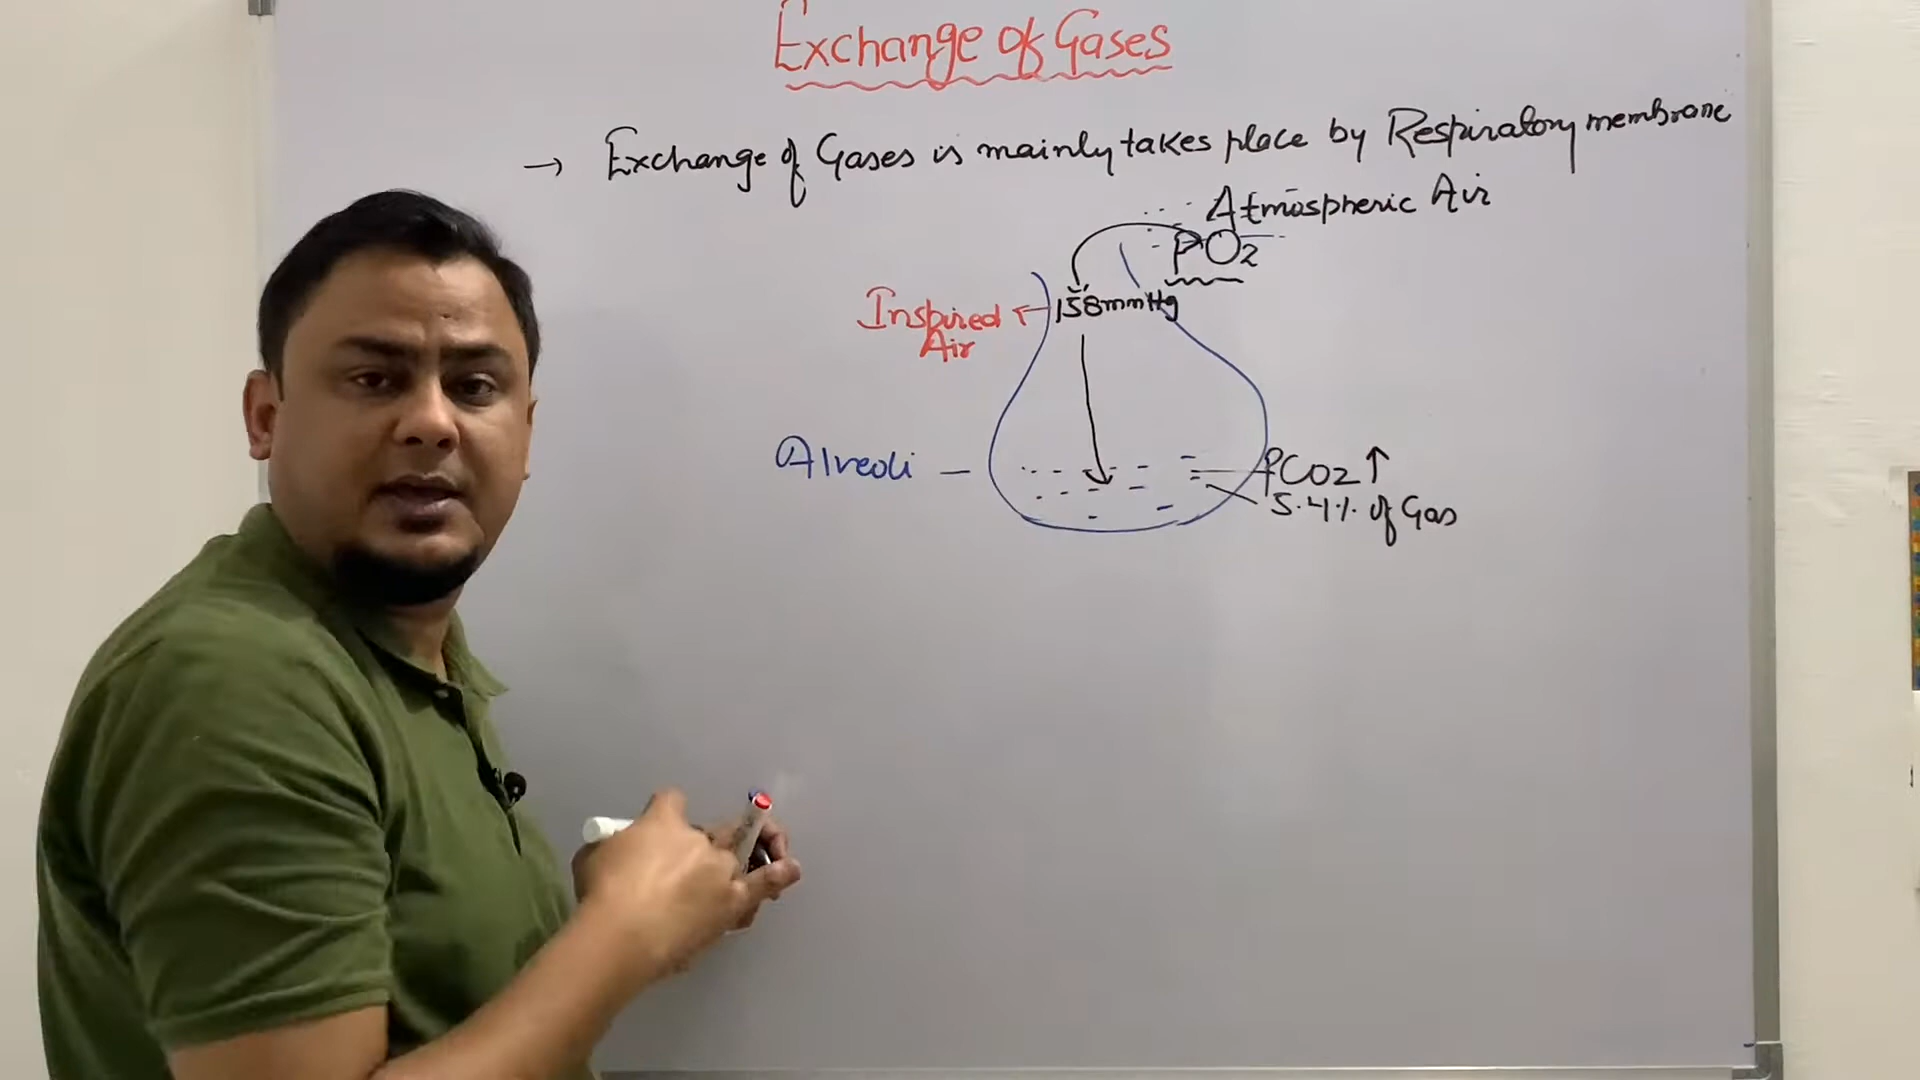 Exchange of Gases
→ Exchange of Gases is mainly takes place by Respiratory membrane
Atmospheric Air
PO2
Inspired ← 158mmHg
Air
Alveoli –
PCO2 ↑
5.4% of Gas